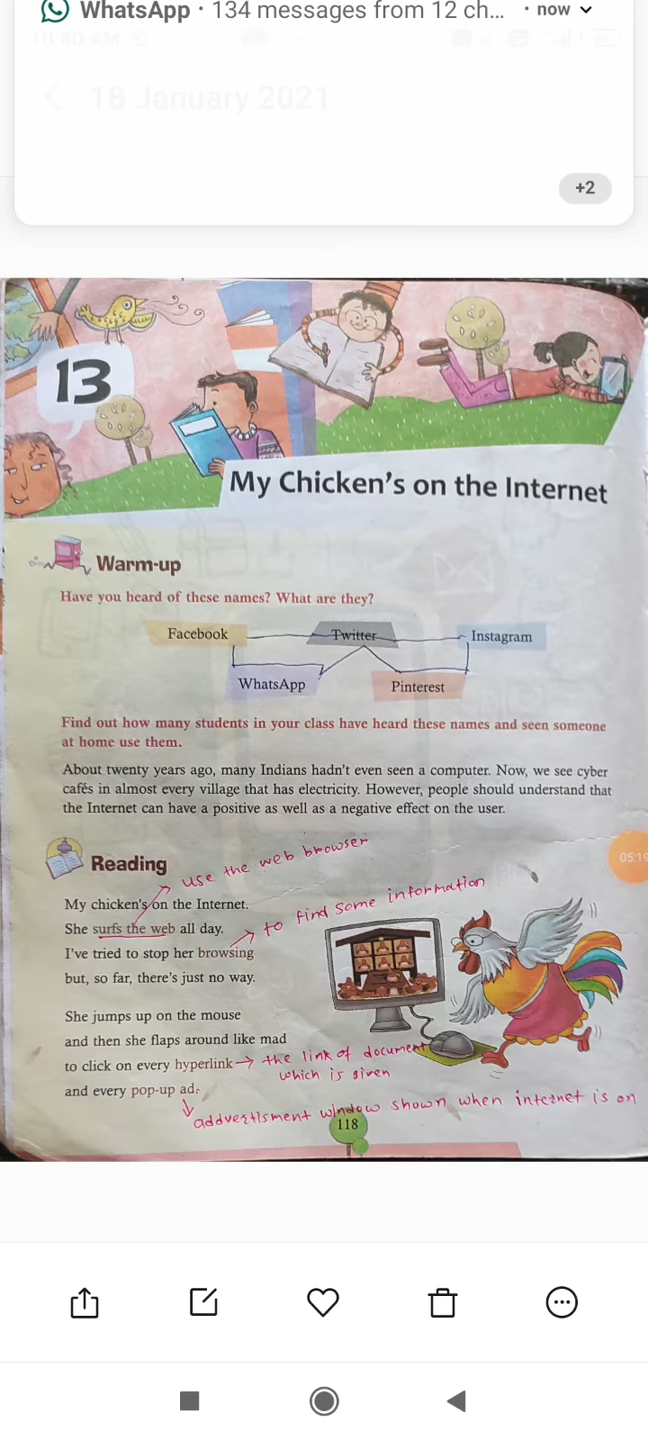 WhatsApp · 134 messages from 12 ch... · now
18 January 2021
+2
13
My Chicken's on the Internet
Warm-up
Have you heard of these names? What are they?
Facebook Twitter Instagram
WhatsApp Pinterest
Find out how many students in your class have heard these names and seen someone
at home use them.
About twenty years ago, many Indians hadn't even seen a computer. Now, we see cyber
cafés in almost every village that has electricity. However, people should understand that
the Internet can have a positive as well as a negative effect on the user.
use the web browser
Reading
to find some information
My chicken's on the Internet.
She surfs the web all day.
I've tried to stop her browsing
but, so far, there's just no way.
She jumps up on the mouse
and then she flaps around like mad
to click on every hyperlink → the link of document
which is given
and every pop-up ad.
addvertisment window shown when internet is on
118
05:19